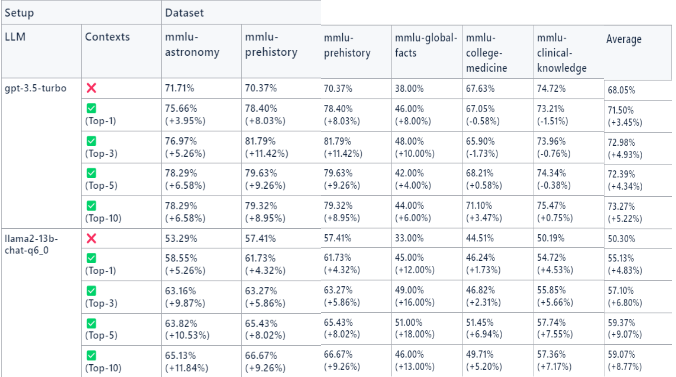 Setup Dataset
LLM Contexts mmlu-astronomy mmlu-prehistory mmlu-prehistory mmlu-global-facts mmlu-college-medicine mmlu-clinical-knowledge Average
gpt-3.5-turbo ❌ 71.71% 70.37% 70.37% 38.00% 67.63% 74.72% 68.05%
✅ 75.66% 78.40% 78.40% 46.00% 67.05% 73.21% 71.50%
(Top-1) (+3.95%) (+8.03%) (+8.03%) (+8.00%) (-0.58%) (-1.51%) (+3.45%)
✅ 76.97% 81.79% 81.79% 48.00% 65.90% 73.96% 72.98%
(Top-3) (+5.26%) (+11.42%) (+11.42%) (+10.00%) (-1.73%) (-0.76%) (+4.93%)
✅ 78.29% 79.63% 79.63% 42.00% 68.21% 74.34% 72.39%
(Top-5) (+6.58%) (+9.26%) (+9.26%) (+4.00%) (+0.58%) (-0.38%) (+4.34%)
✅ 78.29% 79.32% 79.32% 44.00% 71.10% 75.47% 73.27%
(Top-10) (+6.58%) (+8.95%) (+8.95%) (+6.00%) (+3.47%) (+0.75%) (+5.22%)
llama2-13b-chat-q6_0 ❌ 53.29% 57.41% 57.41% 33.00% 44.51% 50.19% 50.30%
✅ 58.55% 61.73% 61.73% 45.00% 46.24% 54.72% 55.13%
(Top-1) (+5.26%) (+4.32%) (+4.32%) (+12.00%) (+1.73%) (+4.53%) (+4.83%)
✅ 63.16% 63.27% 63.27% 49.00% 46.82% 55.85% 57.10%
(Top-3) (+9.87%) (+5.86%) (+5.86%) (+16.00%) (+2.31%) (+5.66%) (+6.80%)
✅ 63.82% 65.43% 65.43% 51.00% 51.45% 57.74% 59.37%
(Top-5) (+10.53%) (+8.02%) (+8.02%) (+18.00%) (+6.94%) (+7.55%) (+9.07%)
✅ 65.13% 66.67% 66.67% 46.00% 49.71% 57.36% 59.07%
(Top-10) (+11.84%) (+9.26%) (+9.26%) (+13.00%) (+5.20%) (+7.17%) (+8.77%)